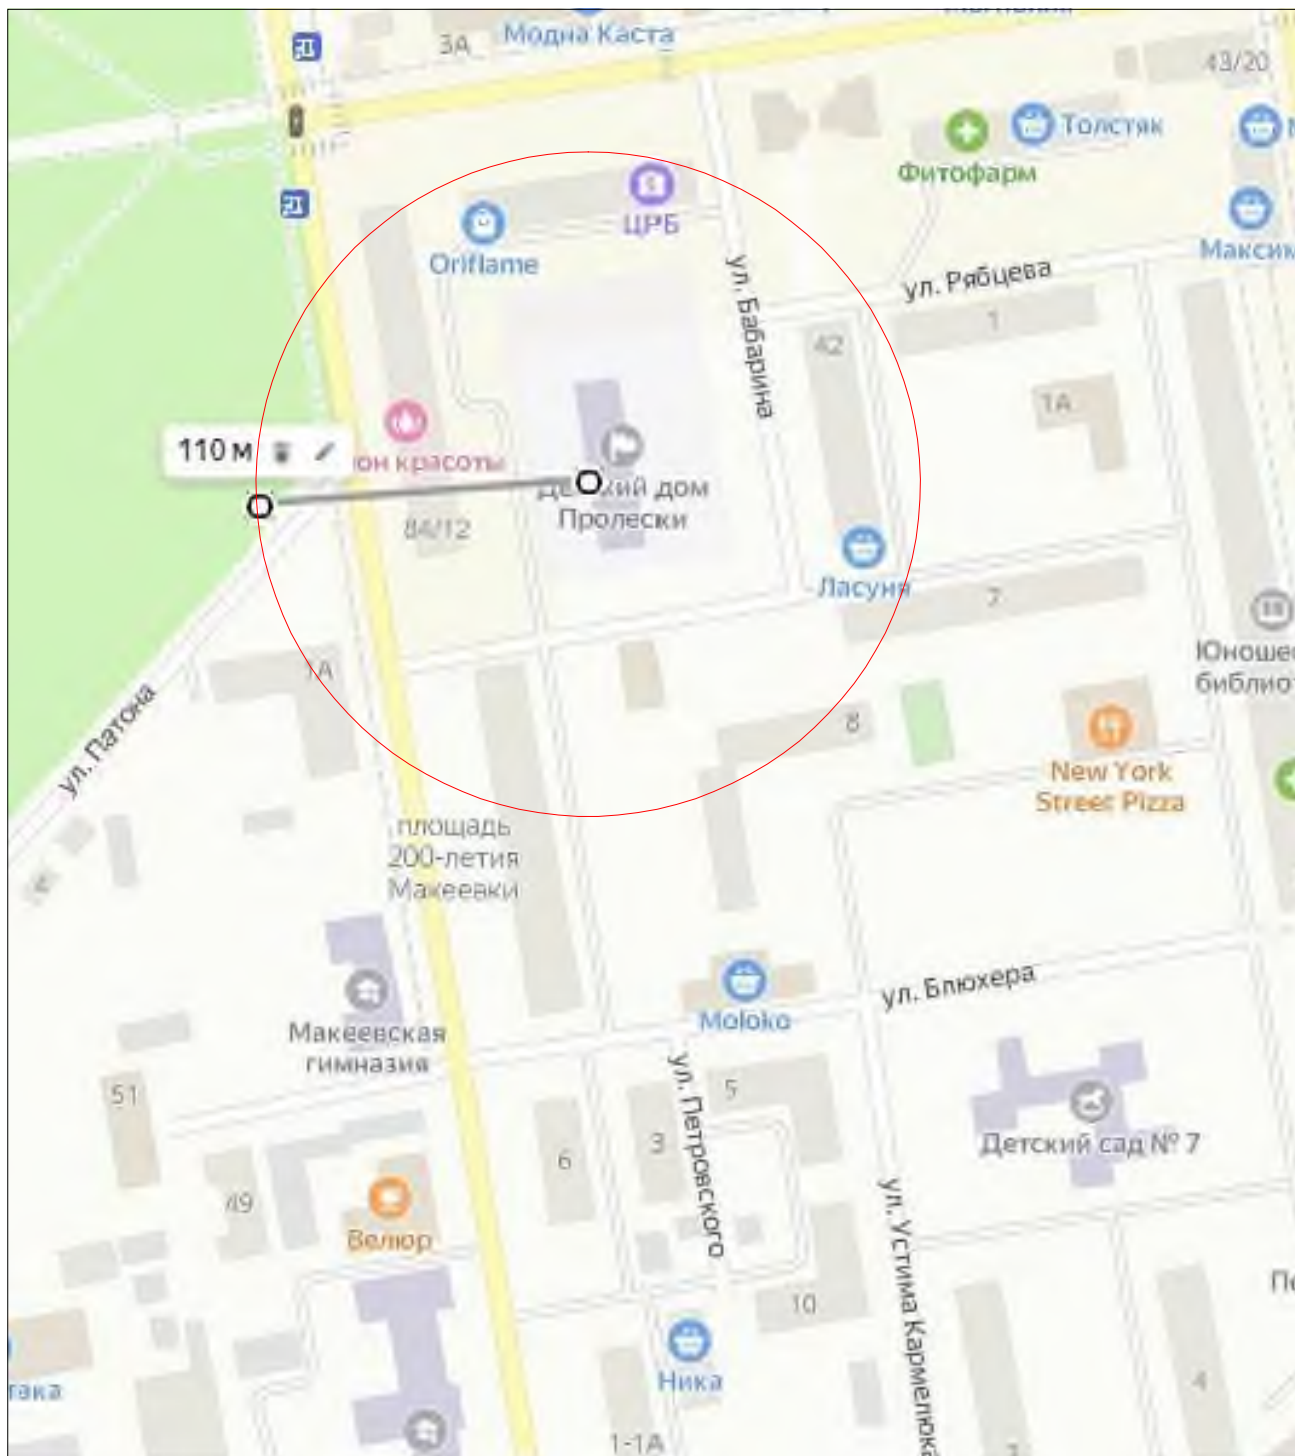 Модна Каста
3А
43/20
Толстяк
Фитофарм
ЦРБ
Oriflame
Максим
ул. Рябцева
ул. Бабарина
1
42
1А
110 м
он красоты
Детский дом
Пролески
84/12
Ласуня
7
Юноше
библио
1А
ул. Патона
8
New York
Street Pizza
площадь
200-летия
Макеевки
ул. Блюхера
Moloko
Макеевская
гимназия
51
5
ул. Петровского
3
6
Детский сад № 7
49
Велюр
ул. Устима Кармелюка
10
Пе
Ника
така
4
1-1А